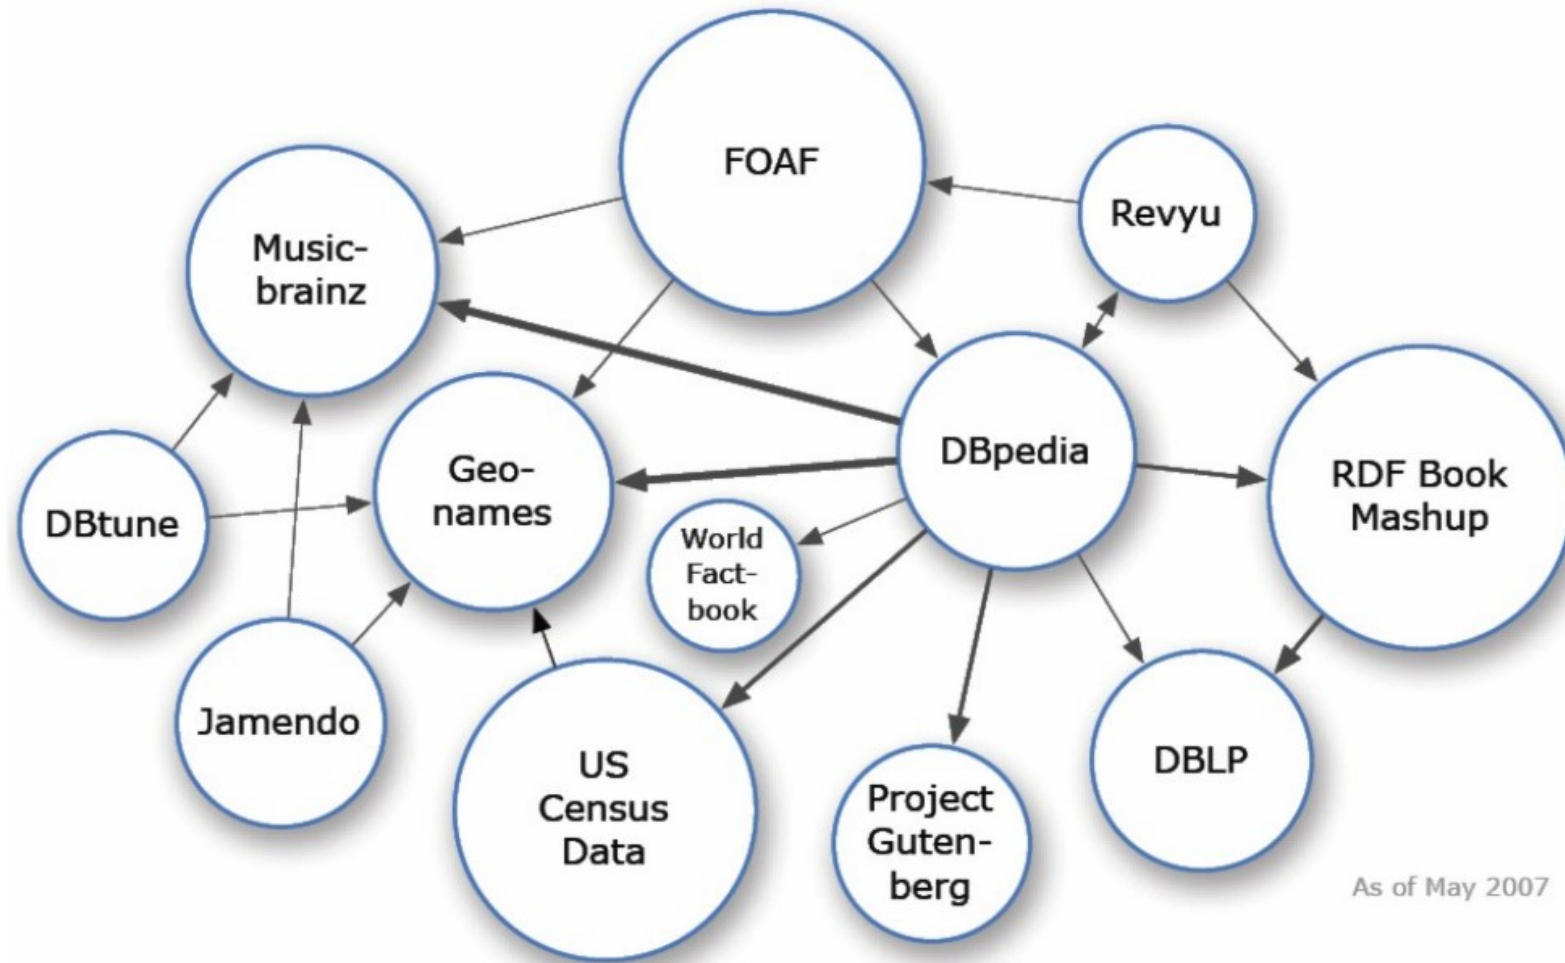 FOAF
Revyu
Music-
brainz
DBpedia
Geo-
names
RDF Book
Mashup
DBtune
World
Fact-
book
Jamendo
US
Census
Data
Project
Guten-
berg
DBLP
As of May 2007